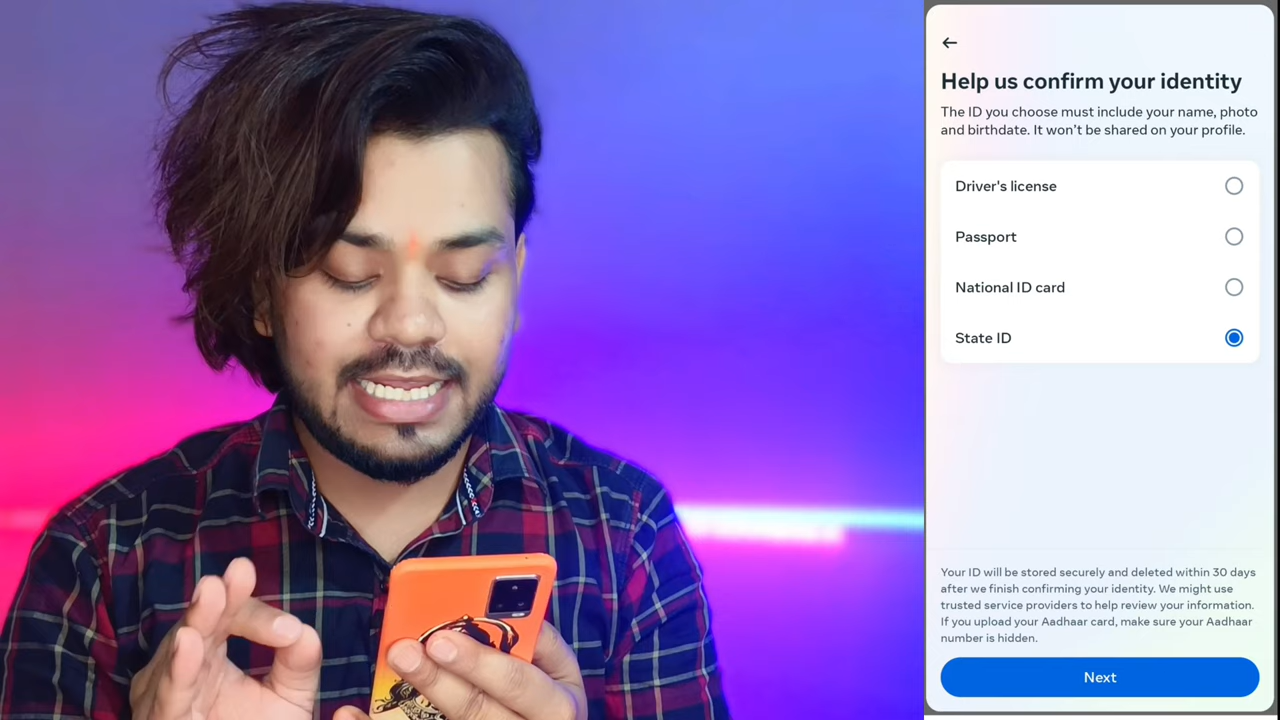 Help us confirm your identity
The ID you choose must include your name, photo
and birthdate. It won't be shared on your profile.
Driver's license
Passport
National ID card
State ID
Your ID will be stored securely and deleted within 30 days
after we finish confirming your identity. We might use
trusted service providers to help review your information.
If you upload your Aadhaar card, make sure your Aadhaar
number is hidden.
Next